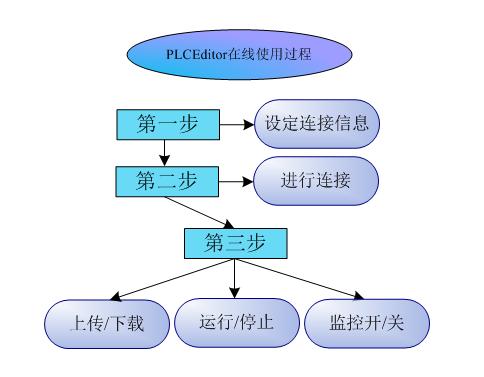 PLCEditor在线使用过程
第一步
设定连接信息
第二步
进行连接
第三步
上传/下载
运行/停止
监控开/关